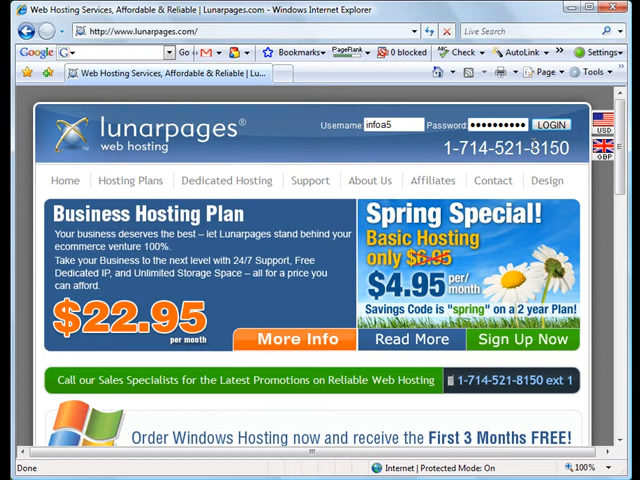 Web Hosting Services, Affordable & Reliable | Lunarpages.com - Windows Internet Explorer
http://www.lunarpages.com/
Live Search
Google
Go
Bookmarks
PageRank
0 blocked
Check
AutoLink
Settings
Web Hosting Services, Affordable & Reliable | Lu...
Page
Tools
lunarpages®
web hosting
Username: infoa5 Password: •••••••••• LOGIN
1-714-521-8150
USD
GBP
Home Hosting Plans Dedicated Hosting Support About Us Affiliates Contact Design
Business Hosting Plan
Your business deserves the best – let Lunarpages stand behind your
ecommerce venture 100%.
Take your Business to the next level with 24/7 Support, Free
Dedicated IP, and Unlimited Storage Space – all for a price you
can afford.
$22.95
per month
More Info
Spring Special!
Basic Hosting
only $6.95
$4.95 per/
month
Savings Code is "spring" on a 2 year Plan!
Read More
Sign Up Now
Call our Sales Specialists for the Latest Promotions on Reliable Web Hosting
1-714-521-8150 ext 1
Order Windows Hosting now and receive the First 3 Months FREE!
Done
Internet | Protected Mode: On
100%